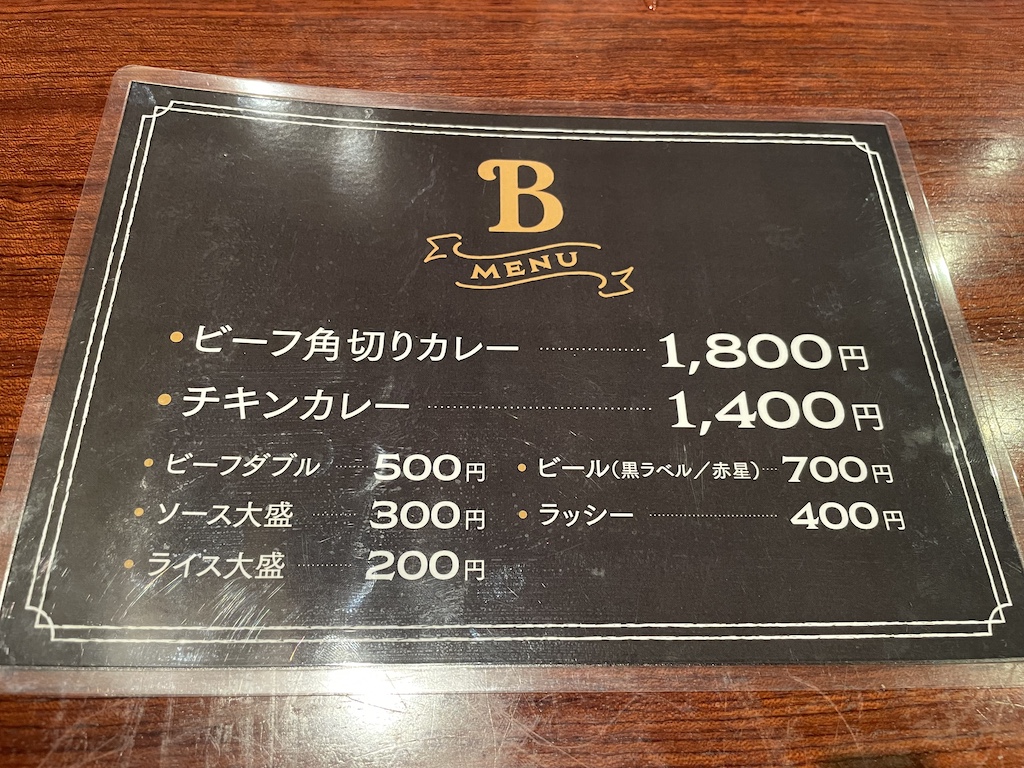 B
MENU
・ビーフ角切りカレー ………… 1,800円
・チキンカレー ………… 1,400円
・ビーフダブル …… 500円
・ソース大盛 …… 300円
・ライス大盛 …… 200円
・ビール(黒ラベル/赤星) … 700円
・ラッシー ………… 400円